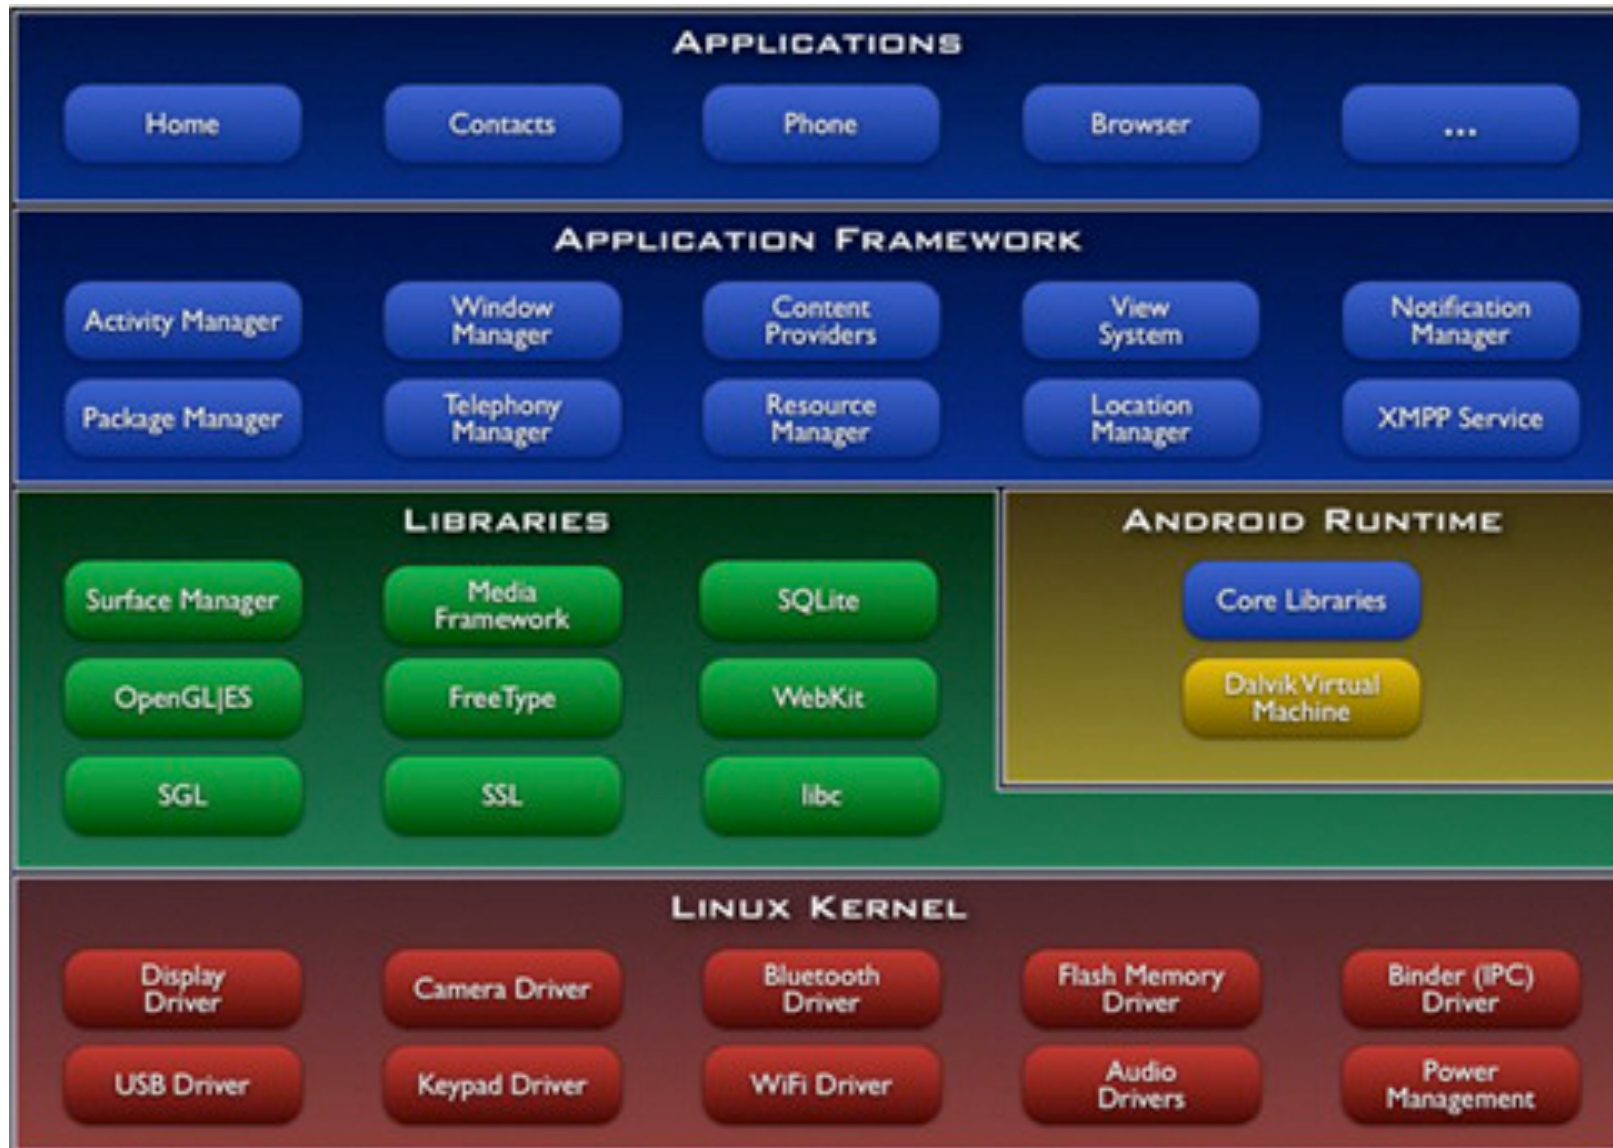 APPLICATIONS
Home
Contacts
Phone
Browser
...
APPLICATION FRAMEWORK
Activity Manager
Window
Manager
Content
Providers
View
System
Notification
Manager
Package Manager
Telephony
Manager
Resource
Manager
Location
Manager
XMPP Service
LIBRARIES
Surface Manager
Media
Framework
SQLite
OpenGL|ES
FreeType
WebKit
SGL
SSL
libc
ANDROID RUNTIME
Core Libraries
Dalvik Virtual
Machine
LINUX KERNEL
Display
Driver
Camera Driver
Bluetooth
Driver
Flash Memory
Driver
Binder (IPC)
Driver
USB Driver
Keypad Driver
WiFi Driver
Audio
Drivers
Power
Management